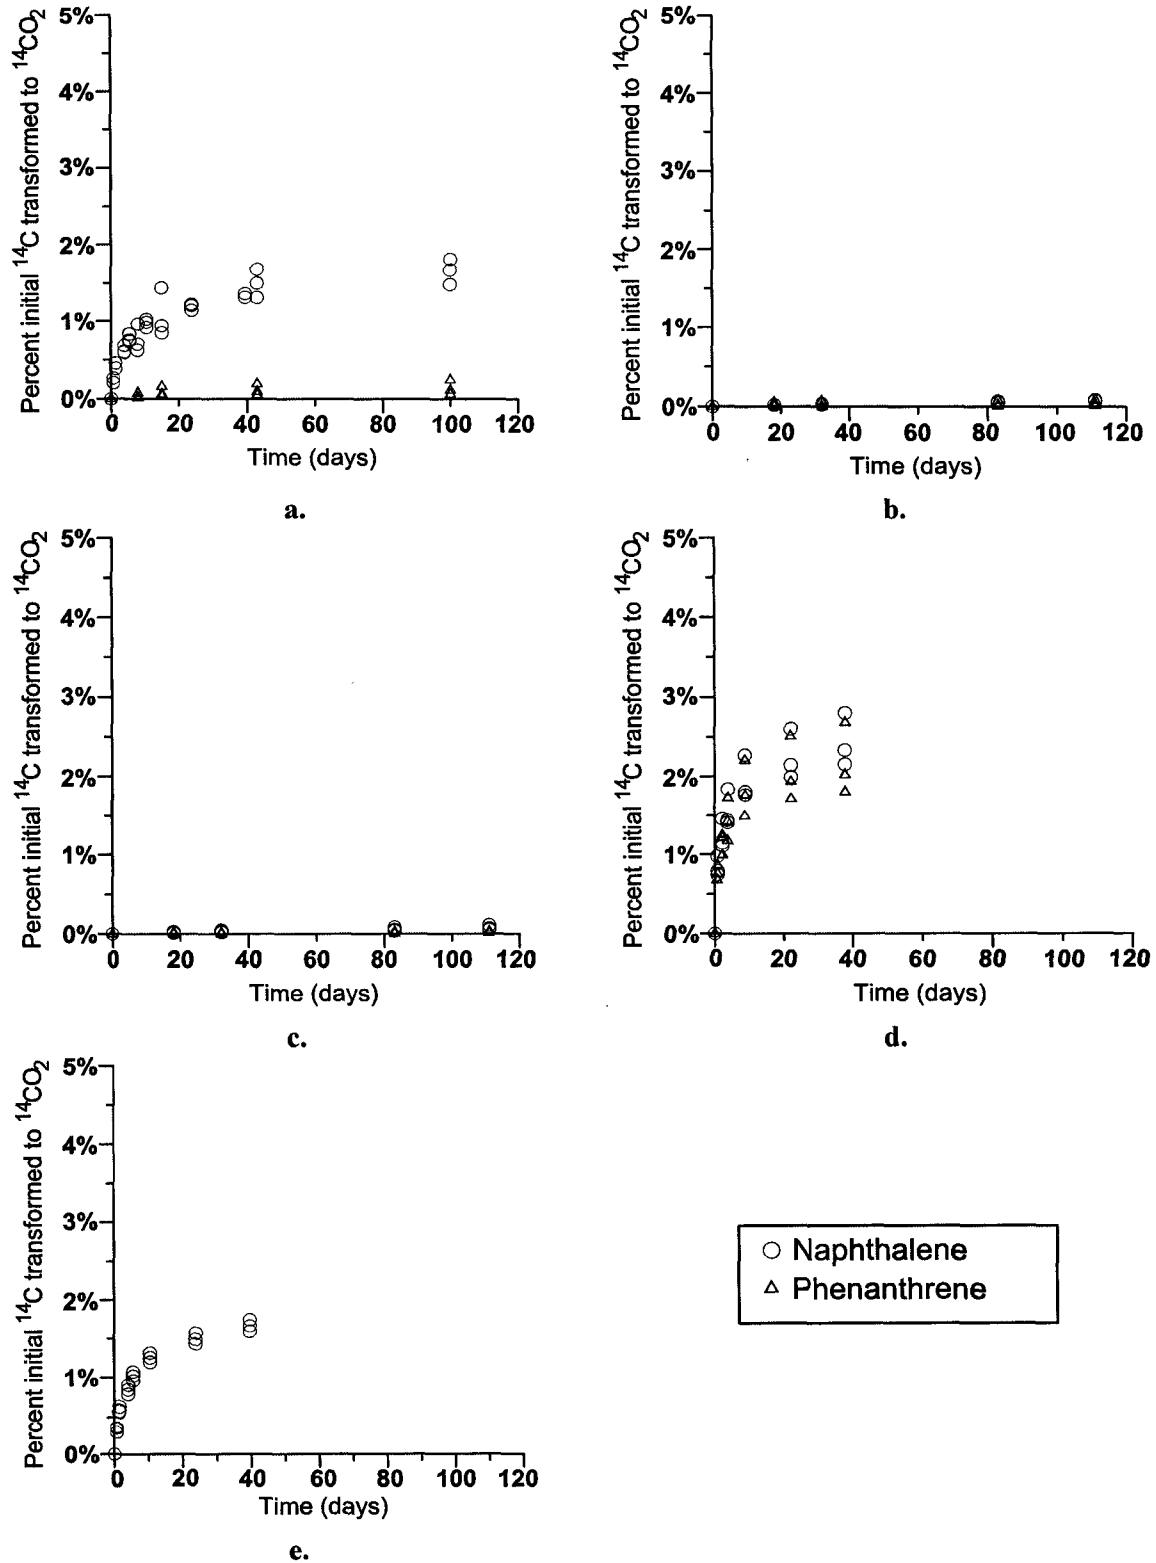 Percent initial ¹⁴C transformed to ¹⁴CO₂
5%
4%
3%
2%
1%
0%
0 20 40 60 80 100 120
Time (days)
a.
Percent initial ¹⁴C transformed to ¹⁴CO₂
5%
4%
3%
2%
1%
0%
0 20 40 60 80 100 120
Time (days)
b.
Percent initial ¹⁴C transformed to ¹⁴CO₂
5%
4%
3%
2%
1%
0%
0 20 40 60 80 100 120
Time (days)
c.
Percent initial ¹⁴C transformed to ¹⁴CO₂
5%
4%
3%
2%
1%
0%
0 20 40 60 80 100 120
Time (days)
d.
Percent initial ¹⁴C transformed to ¹⁴CO₂
5%
4%
3%
2%
1%
0%
0 20 40 60 80 100 120
Time (days)
e.
Naphthalene
Phenanthrene